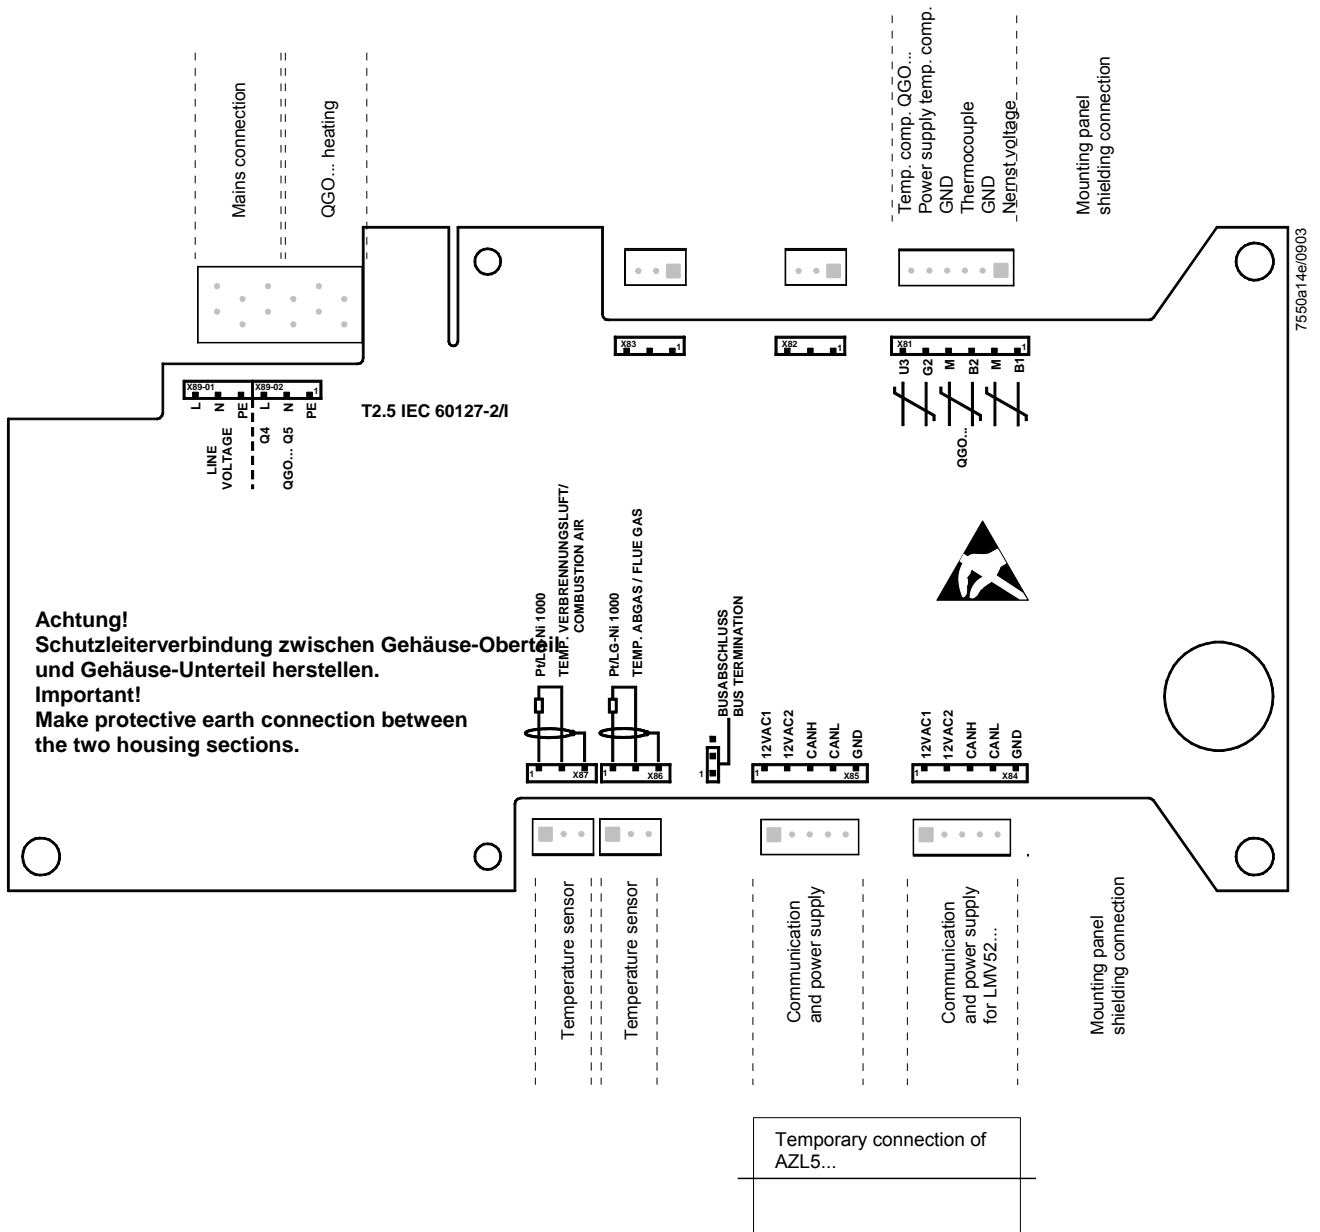 Mains connection
QGO... heating
Temp. comp. QGO...
Power supply temp. comp.
GND
Thermocouple
GND
Nernst voltage
Mounting panel
shielding connection
7550a14e/0903
X83
1
X82
1
X81
1
U3
G2
M
B2
M
B1
QGO...
X89-01
X89-02
1
L
N
PE
L
N
PE
LINE
VOLTAGE
Q4
QGO... Q5
T2.5 IEC 60127-2/I
Achtung!
Schutzleiterverbindung zwischen Gehäuse-Oberteil
und Gehäuse-Unterteil herstellen.
Important!
Make protective earth connection between
the two housing sections.
Pt/LG-Ni 1000
TEMP. VERBRENNUNGSLUFT/
COMBUSTION AIR
Pt/LG-Ni 1000
TEMP. ABGAS / FLUE GAS
BUSABSCHLUSS
BUS TERMINATION
12VAC1
12VAC2
CANH
CANL
GND
12VAC1
12VAC2
CANH
CANL
GND
1
X87
1
X86
1
1
X85
1
X84
Temperature sensor
Temperature sensor
Communication
and power supply
Communication
and power supply
for LMV52...
Mounting panel
shielding connection
Temporary connection of
AZL5...